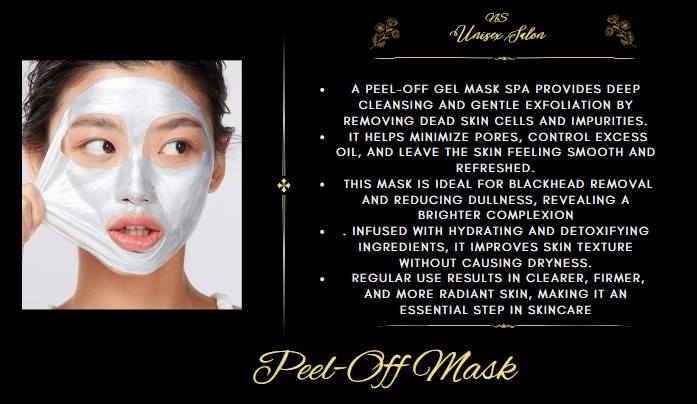 NS
Unisex Salon
• A PEEL-OFF GEL MASK SPA PROVIDES DEEP
CLEANSING AND GENTLE EXFOLIATION BY
REMOVING DEAD SKIN CELLS AND IMPURITIES.
• IT HELPS MINIMIZE PORES, CONTROL EXCESS
OIL, AND LEAVE THE SKIN FEELING SMOOTH AND
REFRESHED.
• THIS MASK IS IDEAL FOR BLACKHEAD REMOVAL
AND REDUCING DULLNESS, REVEALING A
BRIGHTER COMPLEXION
• . INFUSED WITH HYDRATING AND DETOXIFYING
INGREDIENTS, IT IMPROVES SKIN TEXTURE
WITHOUT CAUSING DRYNESS.
• REGULAR USE RESULTS IN CLEARER, FIRMER,
AND MORE RADIANT SKIN, MAKING IT AN
ESSENTIAL STEP IN SKINCARE
Peel-Off Mask